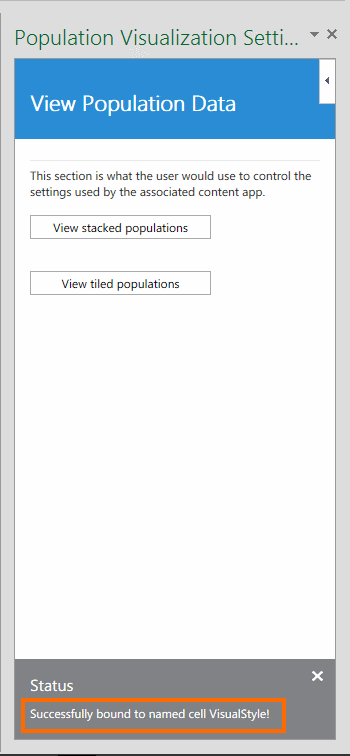 Population Visualization Setti...
View Population Data
This section is what the user would use to control the
settings used by the associated content app.
View stacked populations
View tiled populations
Status
Successfully bound to named cell VisualStyle!